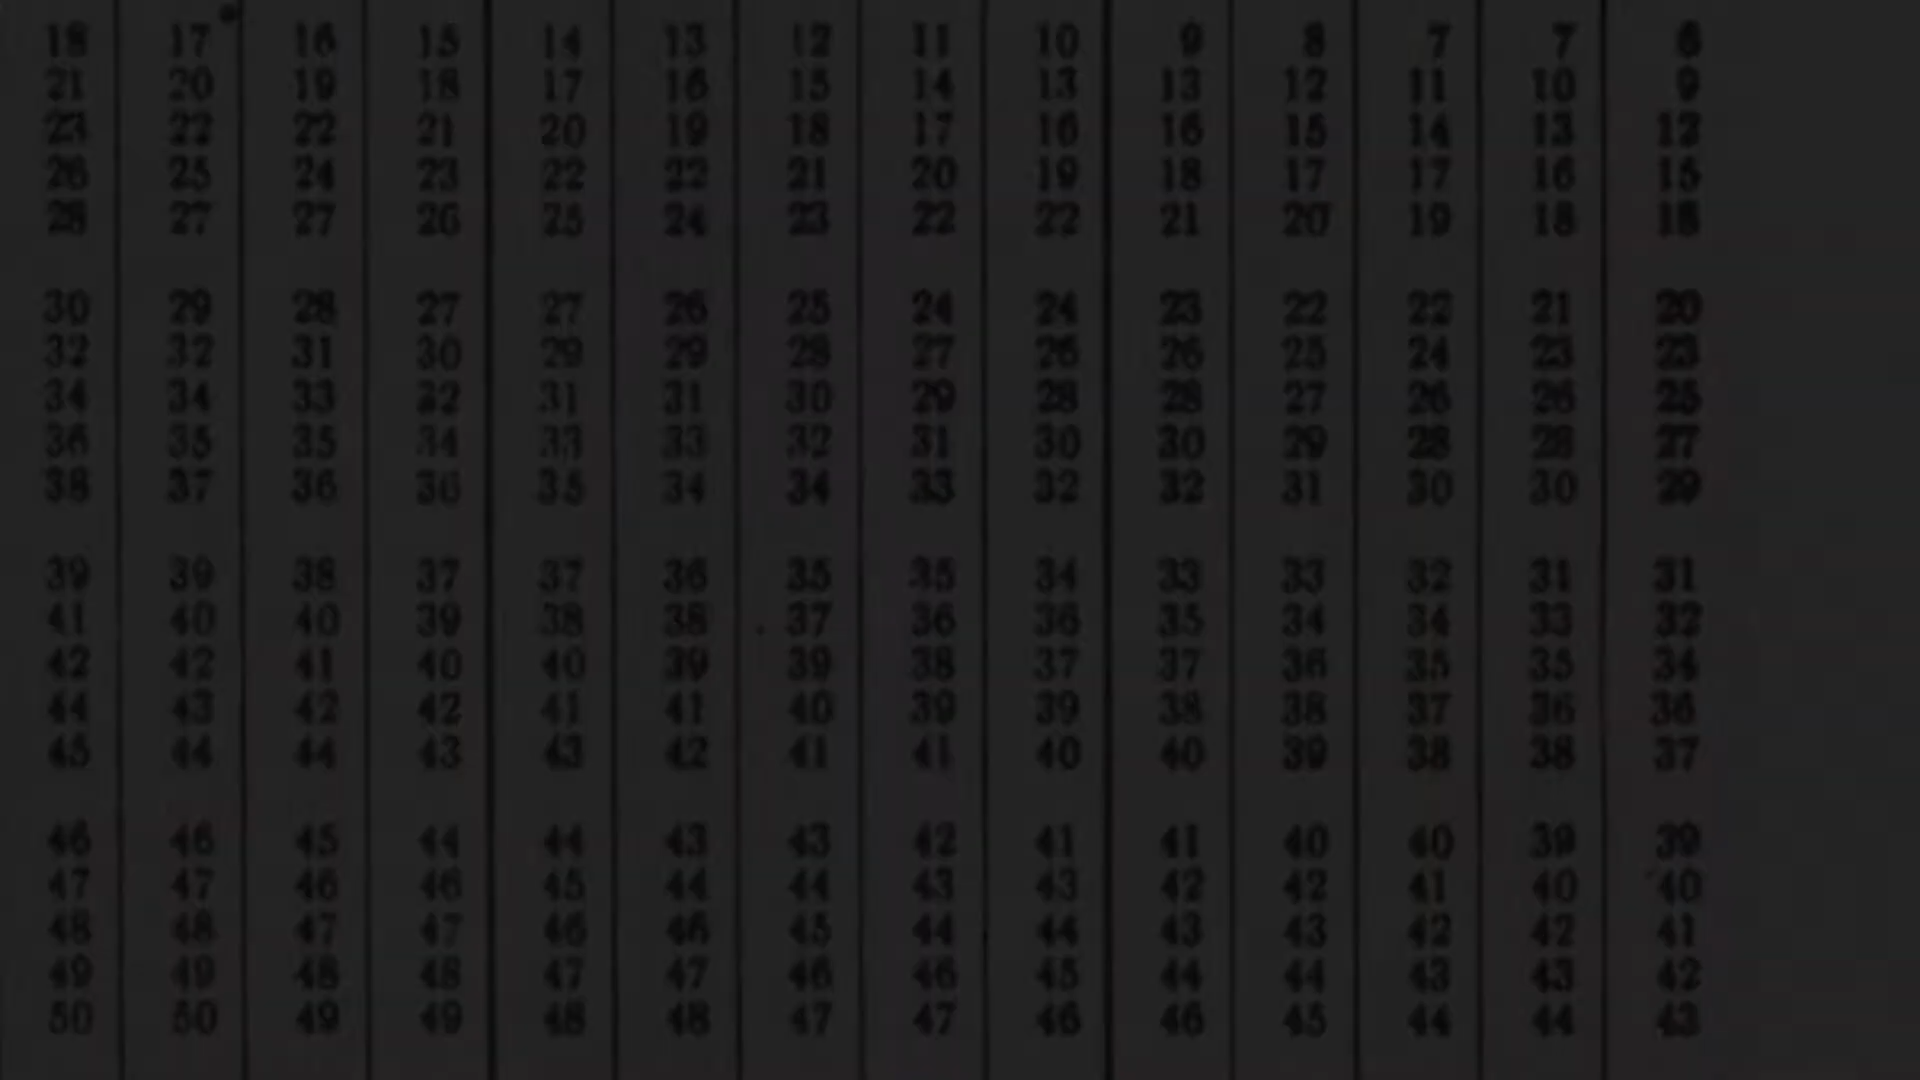 18 17 16 15 14 13 12 11 10 9 8 7 7 6
21 20 19 18 17 16 15 14 13 13 12 11 10 9
23 22 22 21 20 19 18 17 16 16 15 14 13 12
26 25 24 23 22 22 21 20 19 18 17 17 16 15
28 27 27 26 25 24 23 22 22 21 20 19 18 18
30 29 28 27 27 26 25 24 24 23 22 22 21 20
32 32 31 30 29 29 28 27 26 26 25 24 23 23
34 34 33 32 31 31 30 29 28 28 27 26 26 25
36 35 35 34 33 33 32 31 30 30 29 28 28 27
38 37 36 36 35 34 34 33 32 32 31 30 30 29
39 39 38 37 37 36 35 35 34 33 33 32 31 31
41 40 40 39 38 38 37 36 36 35 34 34 33 32
42 42 41 40 40 39 39 38 37 37 36 35 35 34
44 43 42 42 41 41 40 39 39 38 38 37 36 36
45 44 44 43 43 42 41 41 40 40 39 38 38 37
46 46 45 44 44 43 43 42 41 41 40 40 39 39
47 47 46 46 45 44 44 43 43 42 42 41 40 40
48 48 47 47 46 46 45 44 44 43 43 42 42 41
49 49 48 48 47 47 46 46 45 44 44 43 43 42
50 50 49 49 48 48 47 47 46 46 45 44 44 43